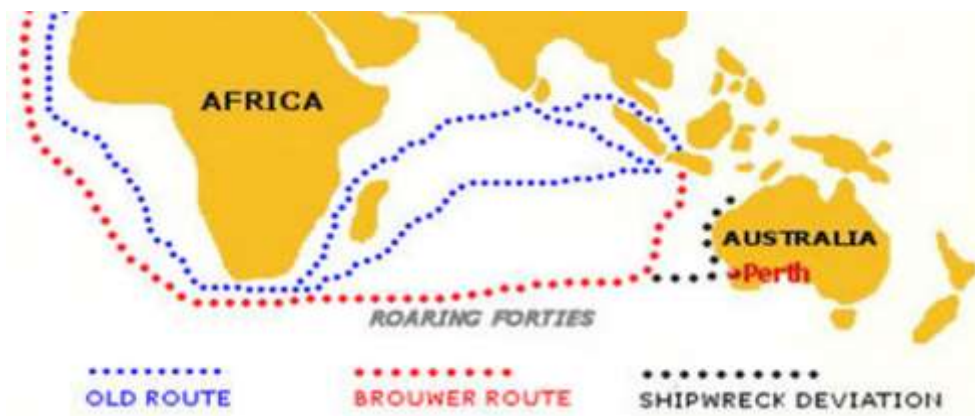 AFRICA
AUSTRALIA
Perth
ROARING FORTIES
OLD ROUTE
BROUWER ROUTE
SHIPWRECK DEVIATION